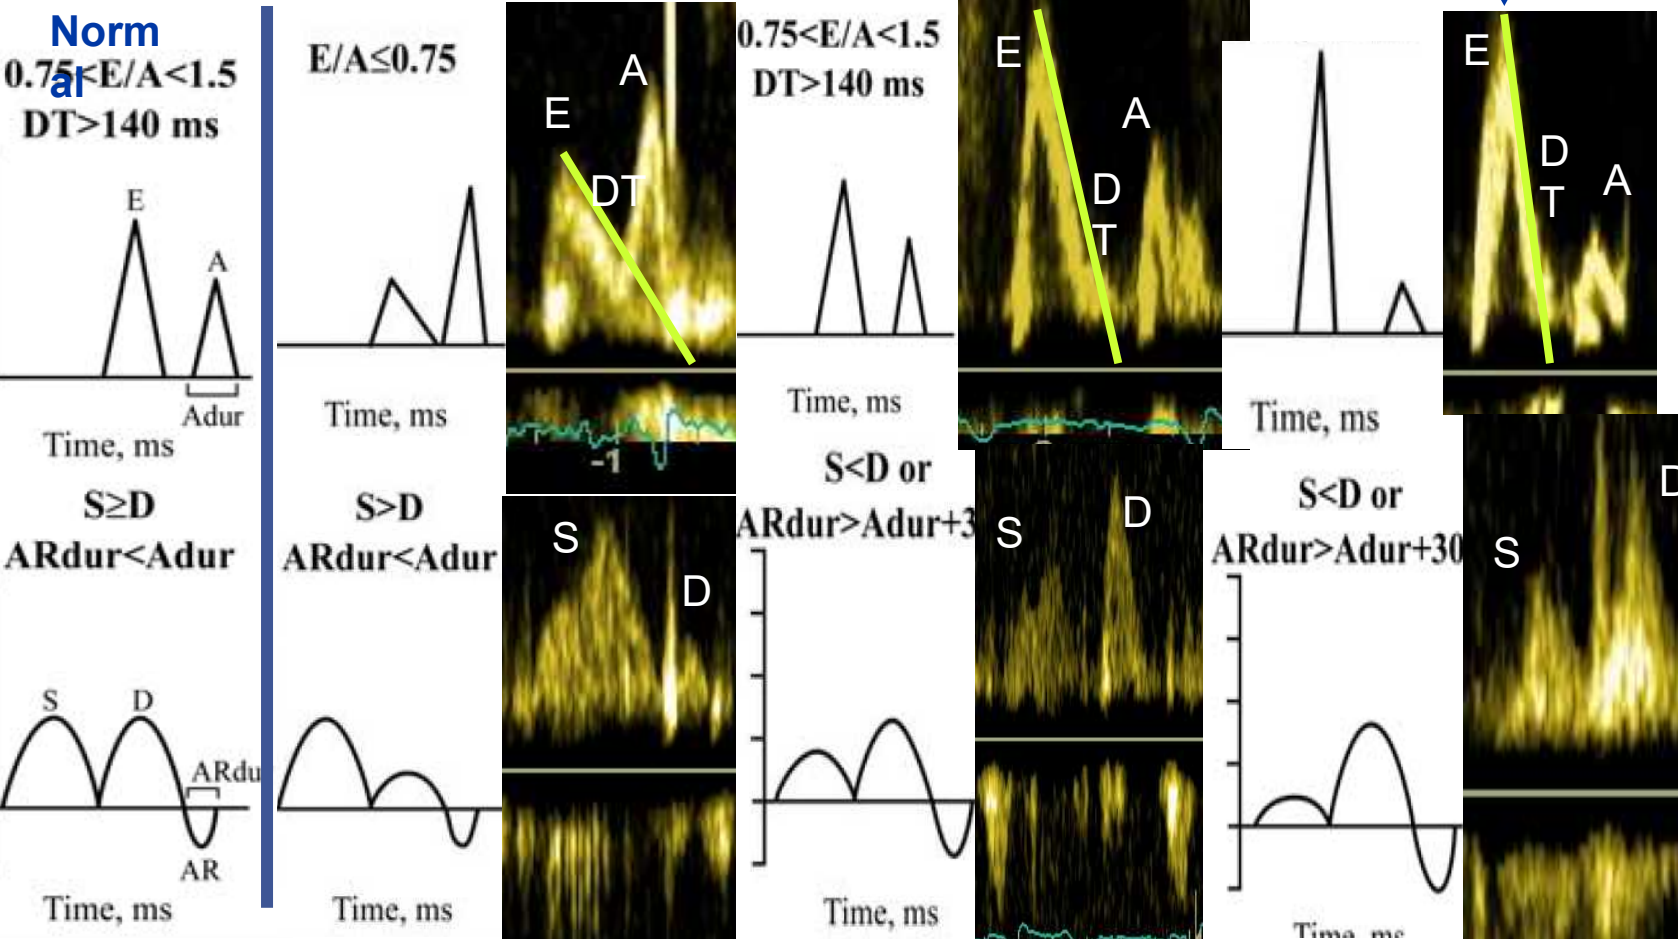 Norm
al
0.75<E/A<1.5
DT>140 ms
E
A
Adur
Time, ms
S≥D
ARdur<Adur
S
D
ARdu
AR
Time, ms
E/A≤0.75
Time, ms
S>D
ARdur<Adur
Time, ms
E
A
DT
-1
S
D
0.75<E/A<1.5
DT>140 ms
Time, ms
S<D or
ARdur>Adur+3
Time, ms
E
A
D
T
S
D
Time, ms
S<D or
ARdur>Adur+30
Time, ms
E
D
T
A
S
D